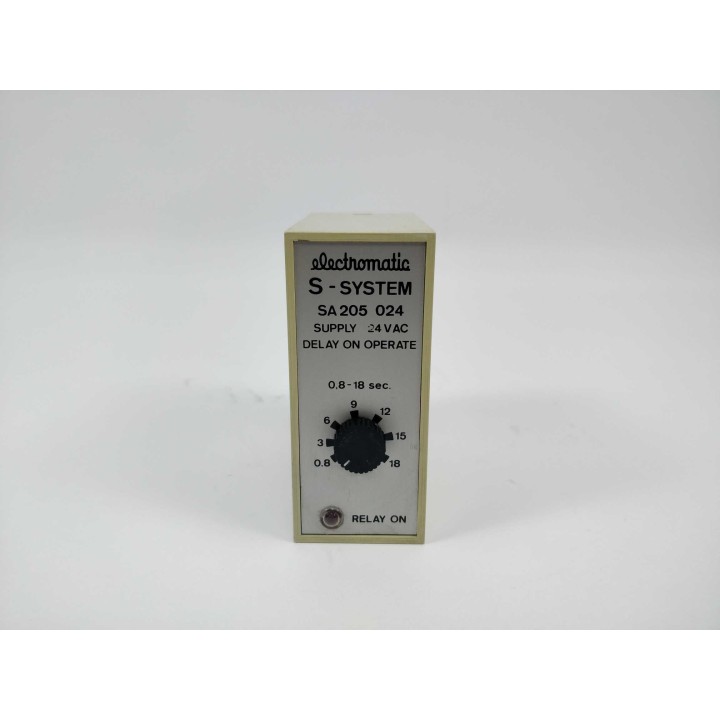 electromatic
S - SYSTEM
SA 205 024
SUPPLY 24 VAC
DELAY ON OPERATE
0.8 - 18 sec.
9
6 12
3 15
0.8 18
RELAY ON